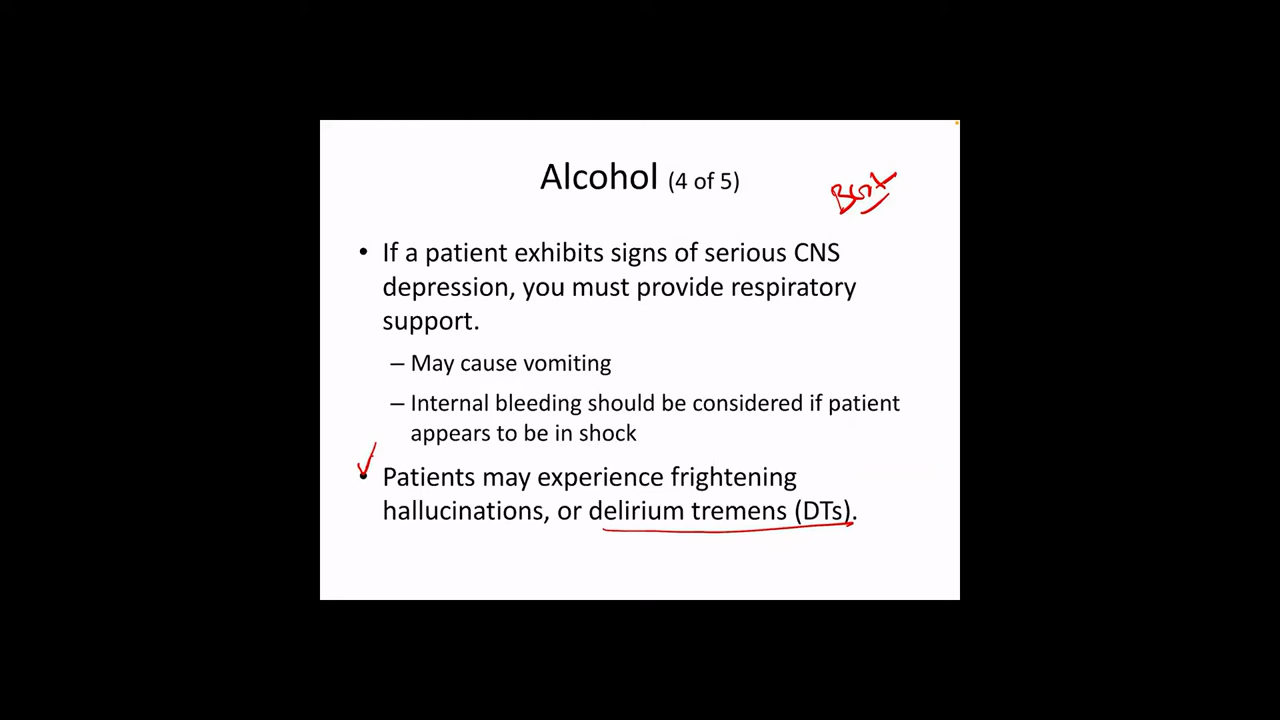 Alcohol (4 of 5)
• If a patient exhibits signs of serious CNS
depression, you must provide respiratory
support.
– May cause vomiting
– Internal bleeding should be considered if patient
appears to be in shock
• Patients may experience frightening
hallucinations, or delirium tremens (DTs).